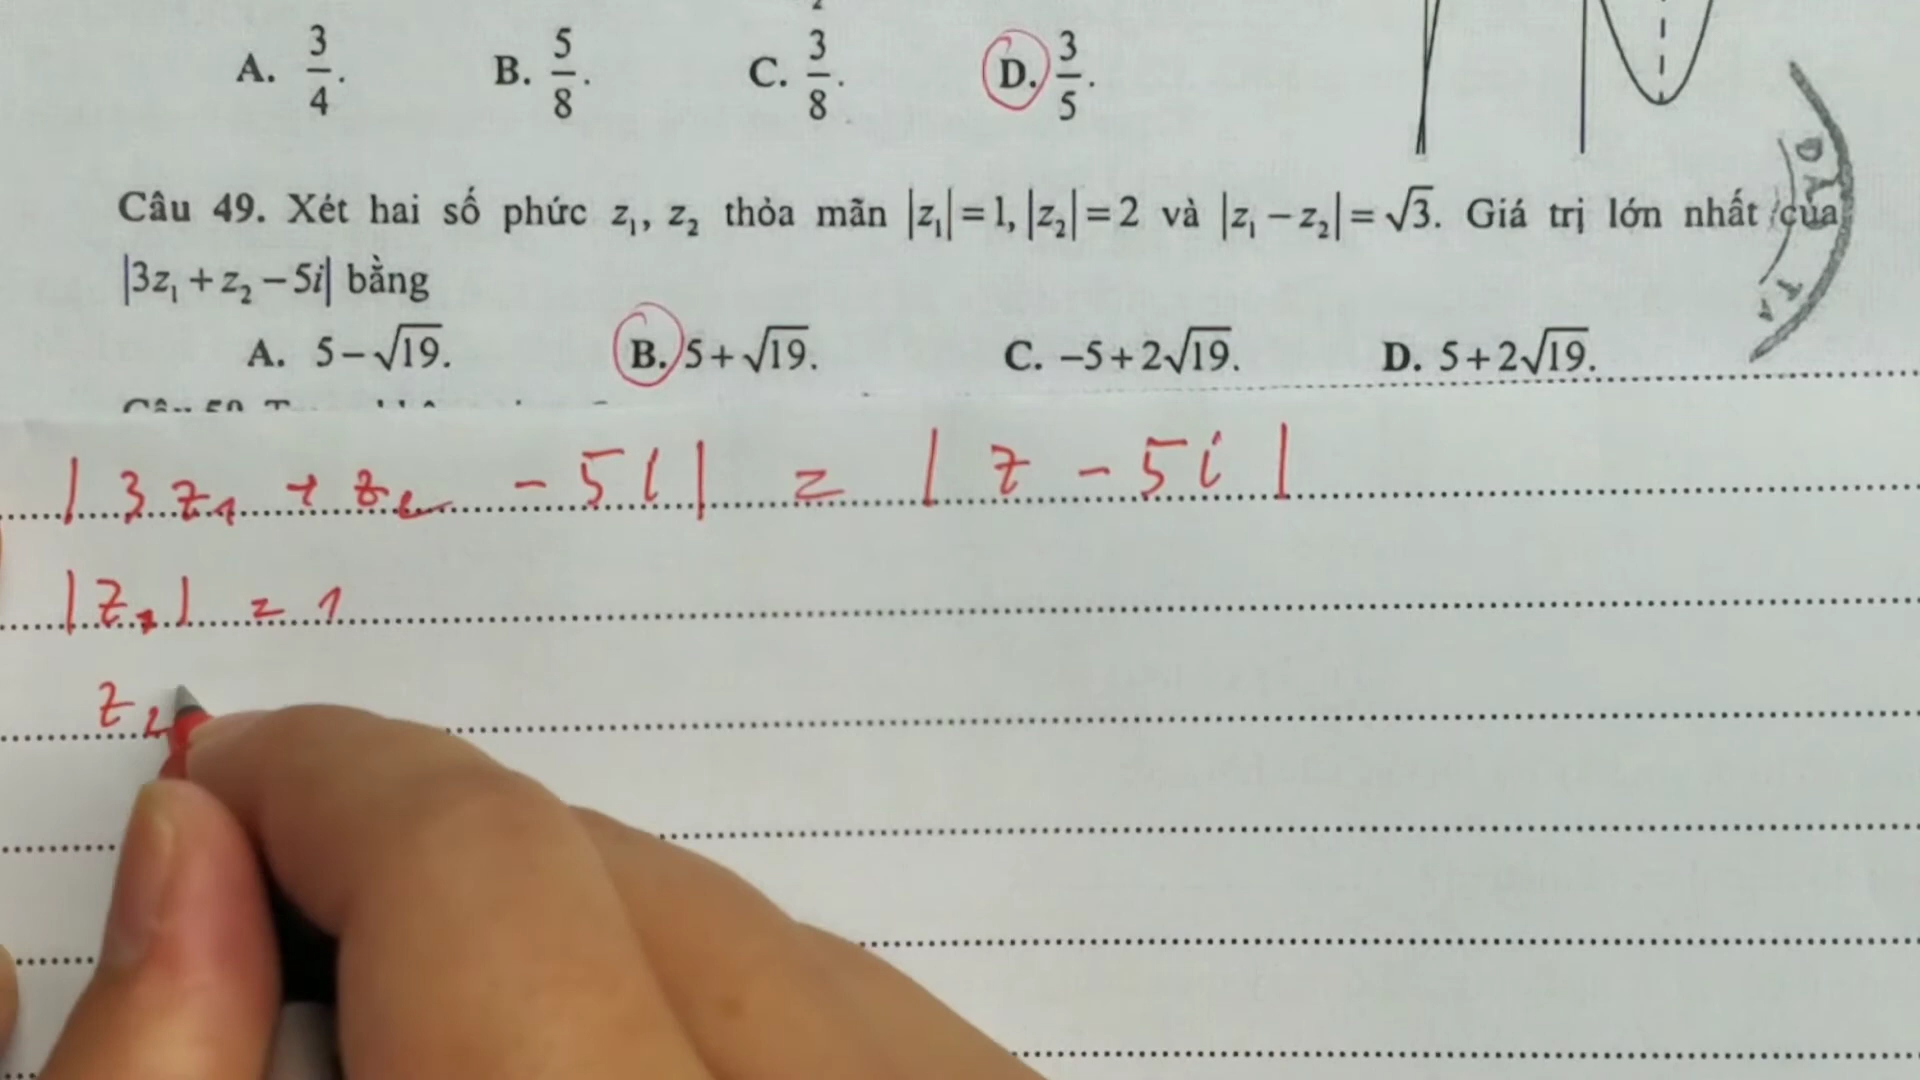 A. 3/4. B. 5/8. C. 3/8. D. 3/5.
Câu 49. Xét hai số phức z₁, z₂ thỏa mãn |z₁| = 1, |z₂| = 2 và |z₁ − z₂| = √3. Giá trị lớn nhất của
|3z₁ + z₂ − 5i| bằng
A. 5 − √19. B. 5 + √19. C. −5 + 2√19. D. 5 + 2√19.
|3z₁ + z₂ − 5i| = |z − 5i|
|z₁| = 1
z₂